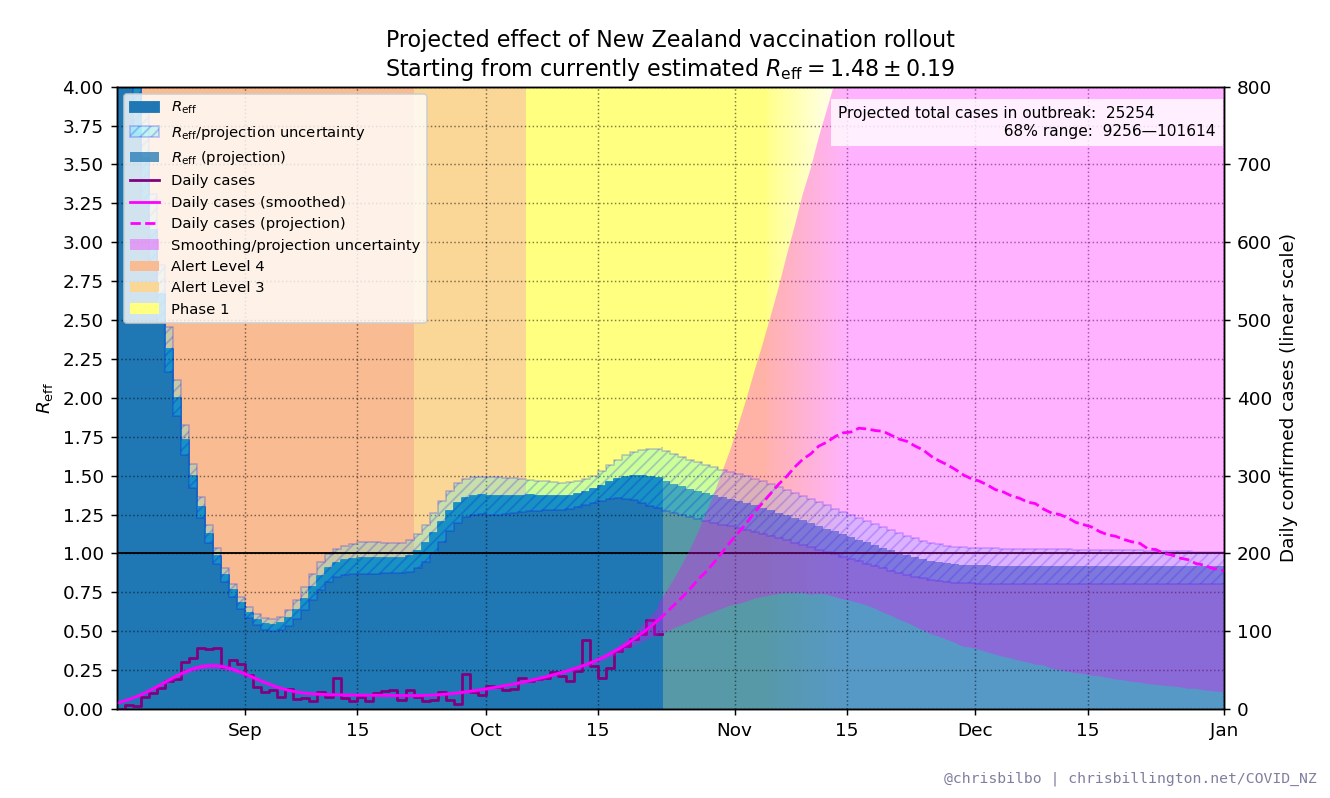 Projected effect of New Zealand vaccination rollout
Starting from currently estimated Reff = 1.48 ± 0.19
4.00
3.75
3.50
3.25
3.00
2.75
2.50
2.25
2.00
1.75
1.50
1.25
1.00
0.75
0.50
0.25
0.00
Reff
Reff
Reff/projection uncertainty
Reff (projection)
Daily cases
Daily cases (smoothed)
Daily cases (projection)
Smoothing/projection uncertainty
Alert Level 4
Alert Level 3
Phase 1
Projected total cases in outbreak: 25254
68% range: 9256—101614
800
700
600
500
400
300
200
100
0
Daily confirmed cases (linear scale)
Sep 15 Oct 15 Nov 15 Dec 15 Jan
@chrisbilbo | chrisbillington.net/COVID_NZ